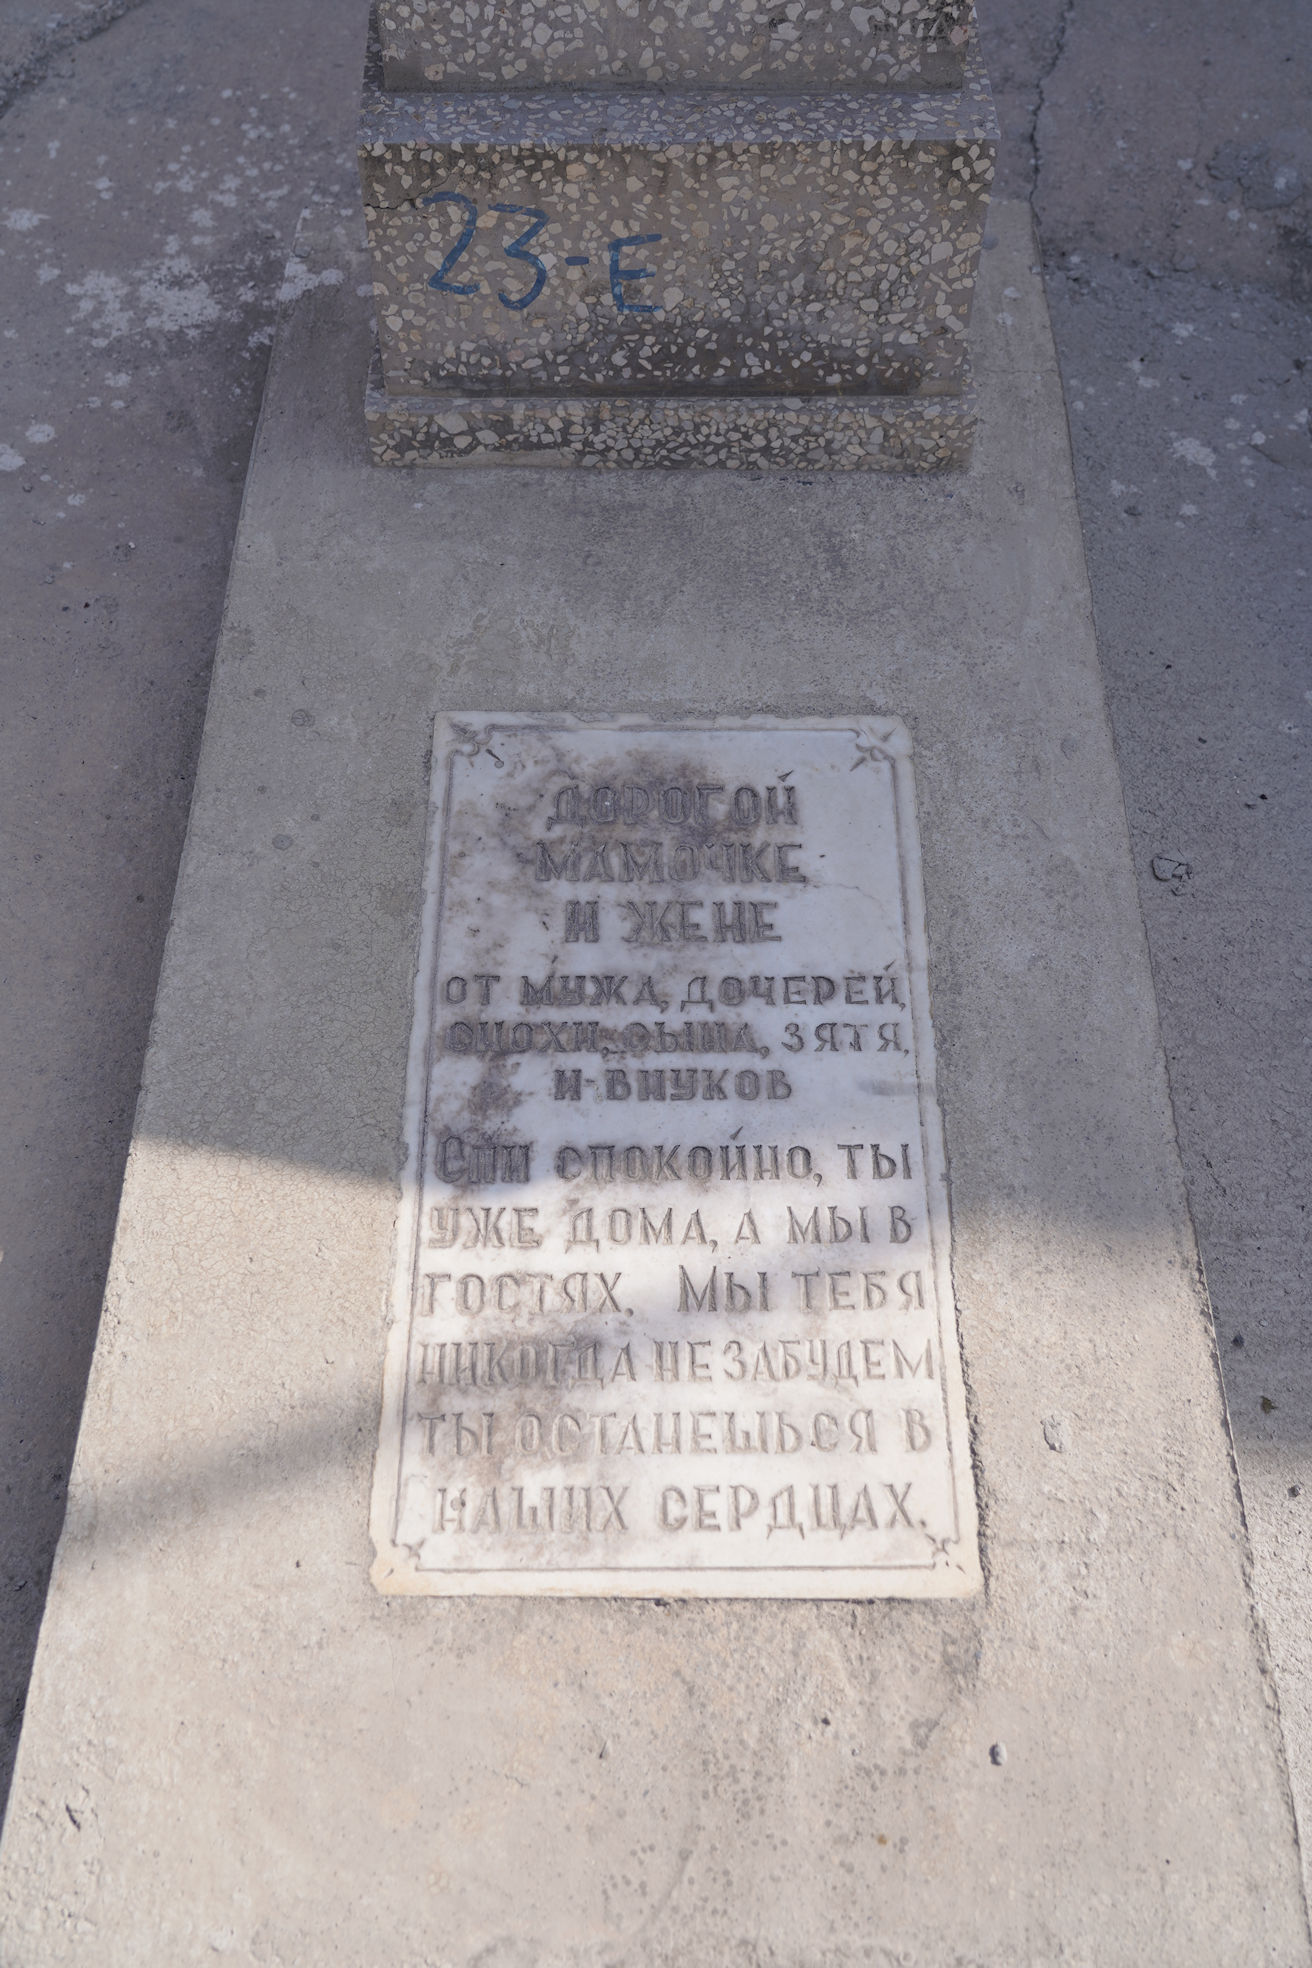 23-Е
ДОРОГОЙ
МАМОЧКЕ
И ЖЕНЕ
ОТ МУЖА, ДОЧЕРЕЙ,
СНОХИ, СЫНА, ЗЯТЯ,
И ВНУКОВ
СПИ СПОКОЙНО, ТЫ
УЖЕ ДОМА, А МЫ В
ГОСТЯХ. МЫ ТЕБЯ
НИКОГДА НЕ ЗАБУДЕМ
ТЫ ОСТАНЕШЬСЯ В
НАШИХ СЕРДЦАХ.